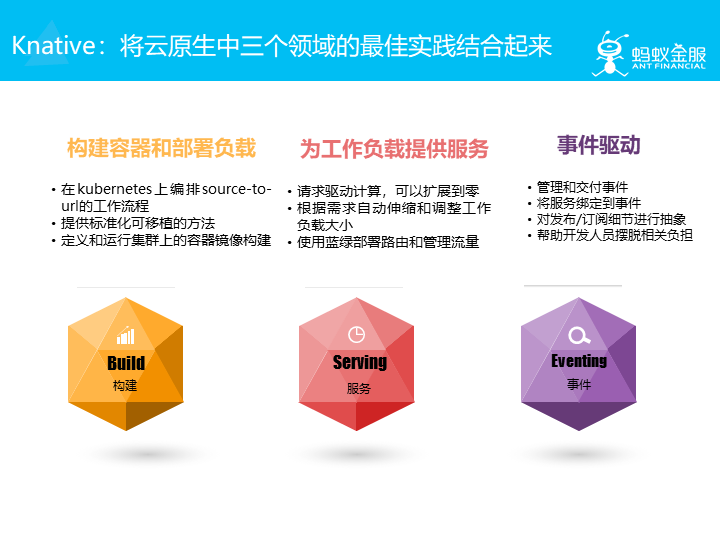 Knative：将云原生中三个领域的最佳实践结合起来
蚂蚁金服
ANT FINANCIAL
构建容器和部署负载
• 在kubernetes上编排source-to-
url的工作流程
• 提供标准化可移植的方法
• 定义和运行集群上的容器镜像构建
为工作负载提供服务
• 请求驱动计算，可以扩展到零
• 根据需求自动伸缩和调整工作
负载大小
• 使用蓝绿部署路由和管理流量
事件驱动
• 管理和交付事件
• 将服务绑定到事件
• 对发布/订阅细节进行抽象
• 帮助开发人员摆脱相关负担
Build
构建
Serving
服务
Eventing
事件